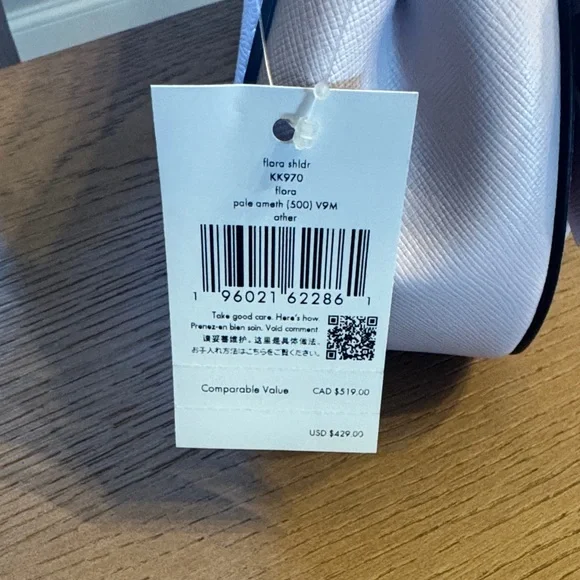 flora shldr
KK970
flora
pale ameth (500) V9M
other
1 96021 62286 1
Take good care. Here's how.
Prenez-en bien soin. Voici comment.
请妥善维护。这里是具体做法。
お手入れ方法はこちらをご覧ください。
Comparable Value CAD $519.00
USD $429.00